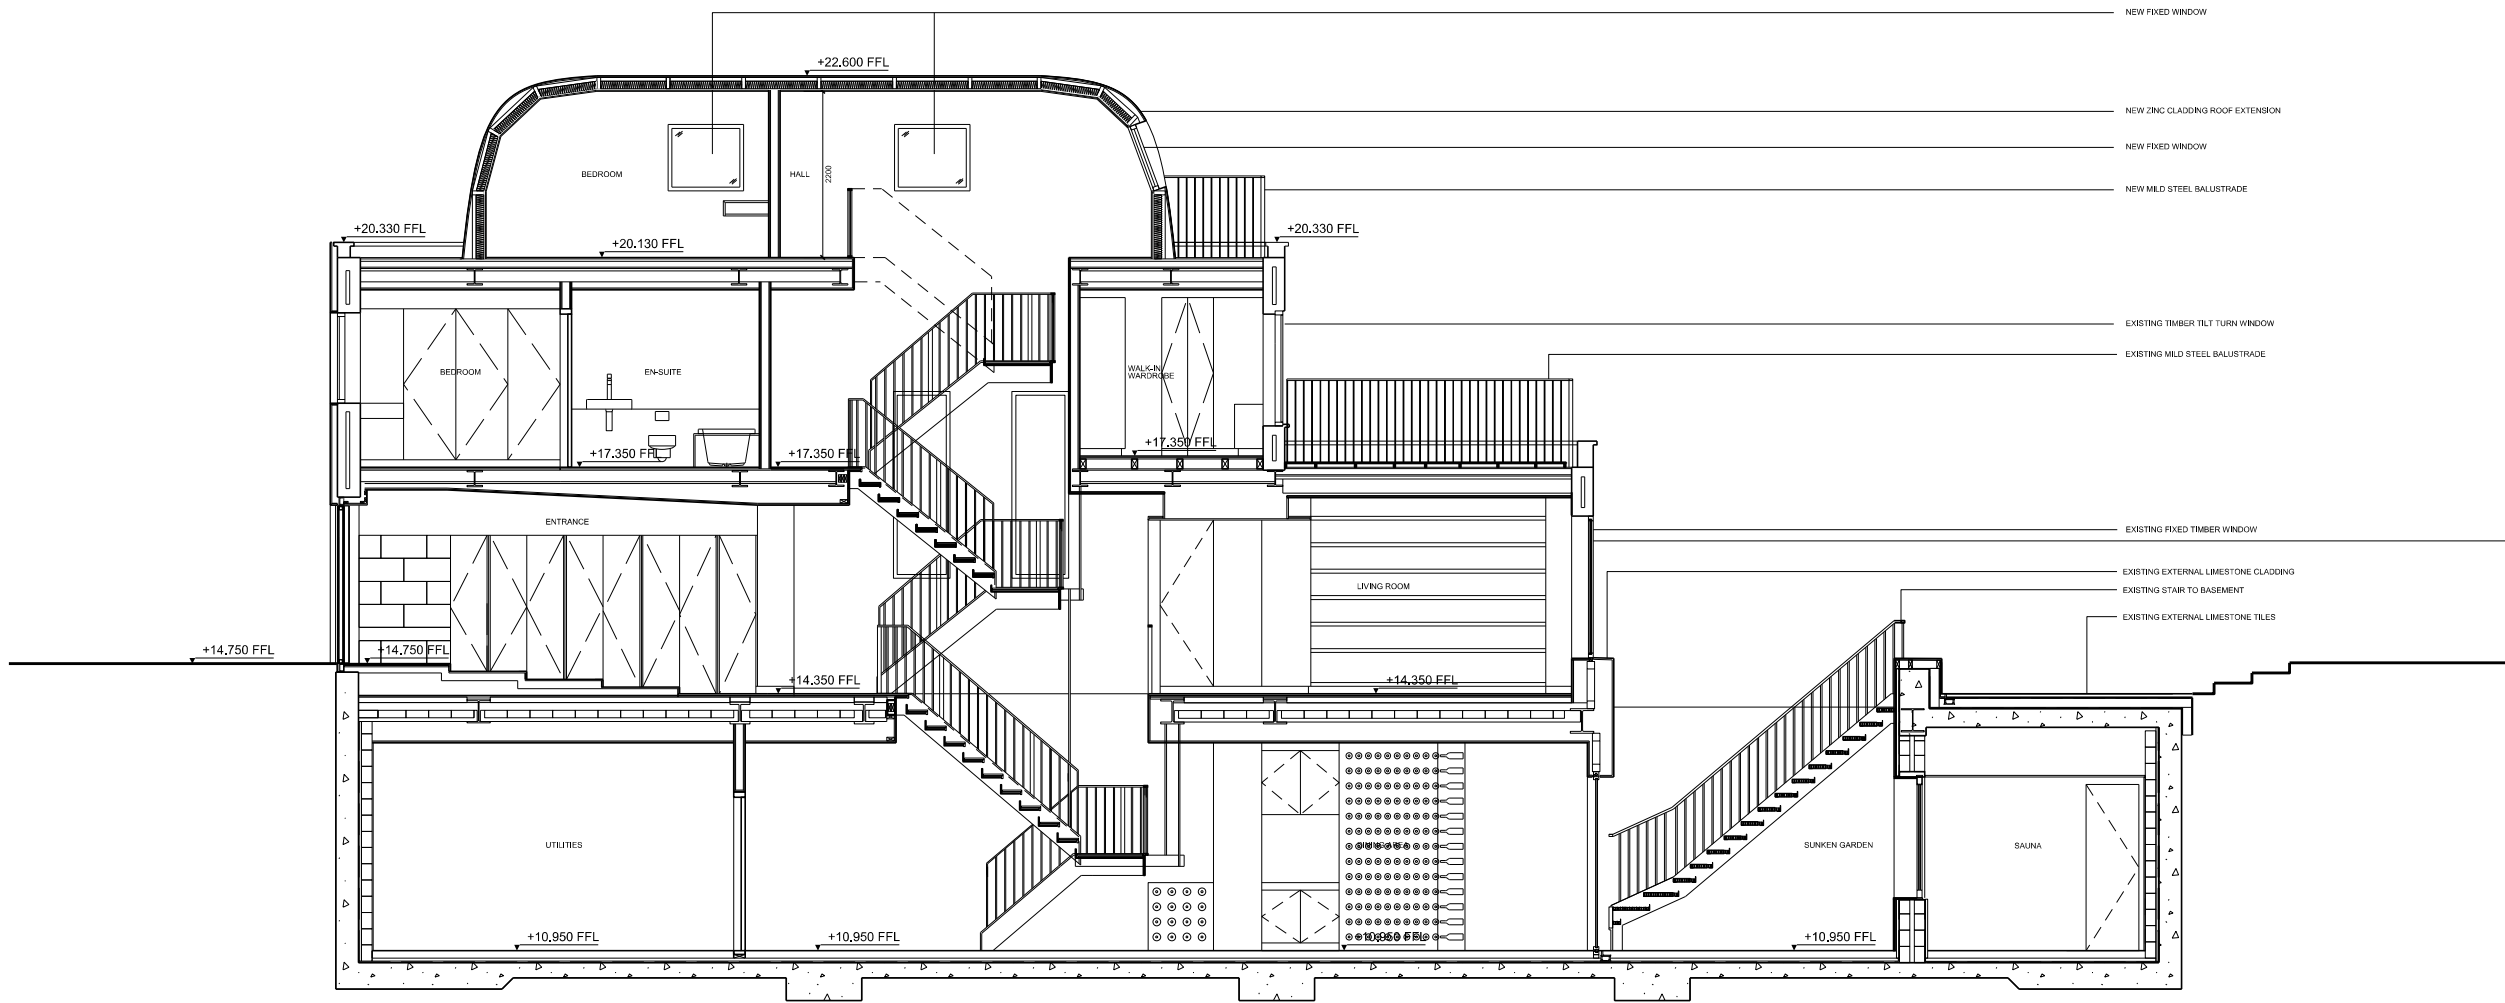 NEW FIXED WINDOW
+22.600 FFL
NEW ZINC CLADDING ROOF EXTENSION
NEW FIXED WINDOW
BEDROOM
HALL
2200
NEW MILD STEEL BALUSTRADE
+20.330 FFL
+20.130 FFL
+20.330 FFL
EXISTING TIMBER TILT TURN WINDOW
EXISTING MILD STEEL BALUSTRADE
BEDROOM
EN-SUITE
WALK-IN
WARDROBE
+17.350 FFL
+17.350 FFL
+17.350 FFL
ENTRANCE
EXISTING FIXED TIMBER WINDOW
EXISTING EXTERNAL LIMESTONE CLADDING
LIVING ROOM
EXISTING STAIR TO BASEMENT
EXISTING EXTERNAL LIMESTONE TILES
+14.750 FFL
+14.750 FFL
+14.350 FFL
+14.350 FFL
UTILITIES
DINING AREA
SUNKEN GARDEN
SAUNA
+10.950 FFL
+10.950 FFL
+10.950 FFL
+10.950 FFL